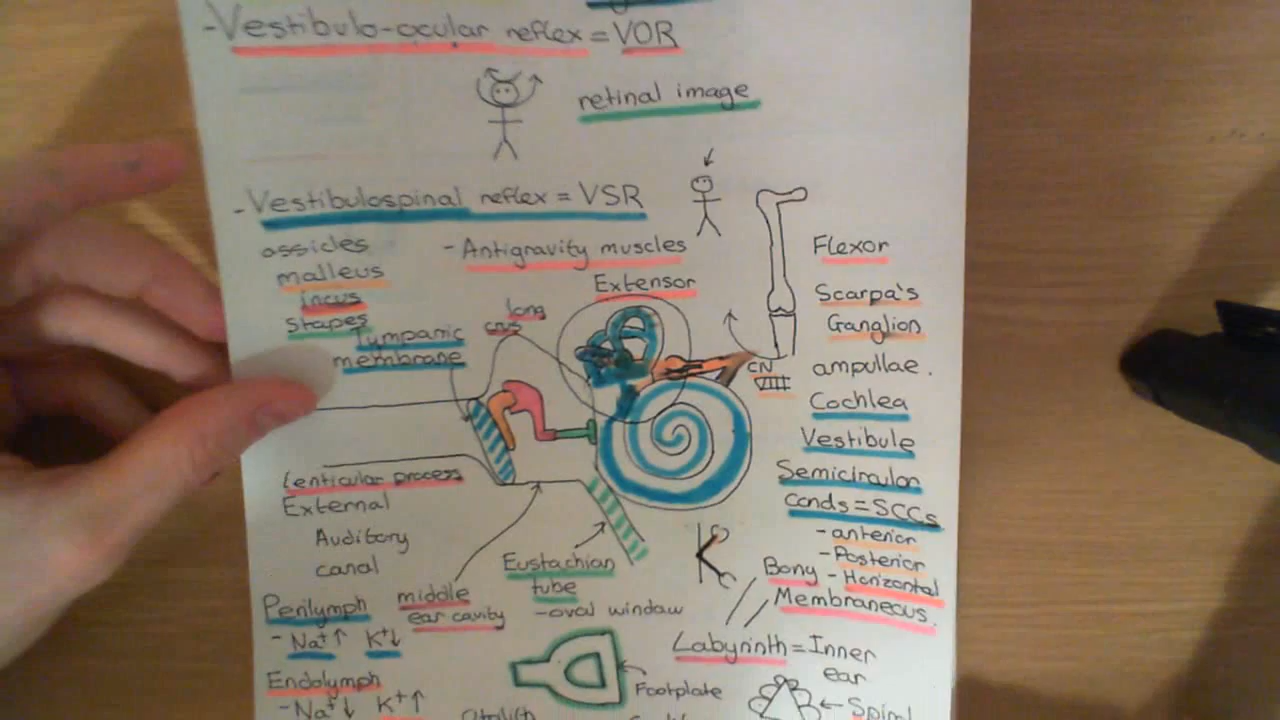 -Vestibulo-ocular reflex = VOR
retinal image
-Vestibulospinal reflex = VSR
ossicles
malleus
incus
stapes
Tympanic
membrane
-Antigravity muscles
Extensor
long
crus
CN
VIII
Flexor
Scarpa's
Ganglion
ampullae.
Cochlea
Vestibule
Semicircular
-anterior
-Posterior
-Horizontal
Bony
Membraneous.
Labyrinth = Inner
ear
Lenticular process
External
Auditory
canal
middle
ear cavity
Eustachian
tube
-oval window
Perilymph
-Na+↑ K+↓
Endolymph
-Na+↓ K+↑
Footplate
Spiral